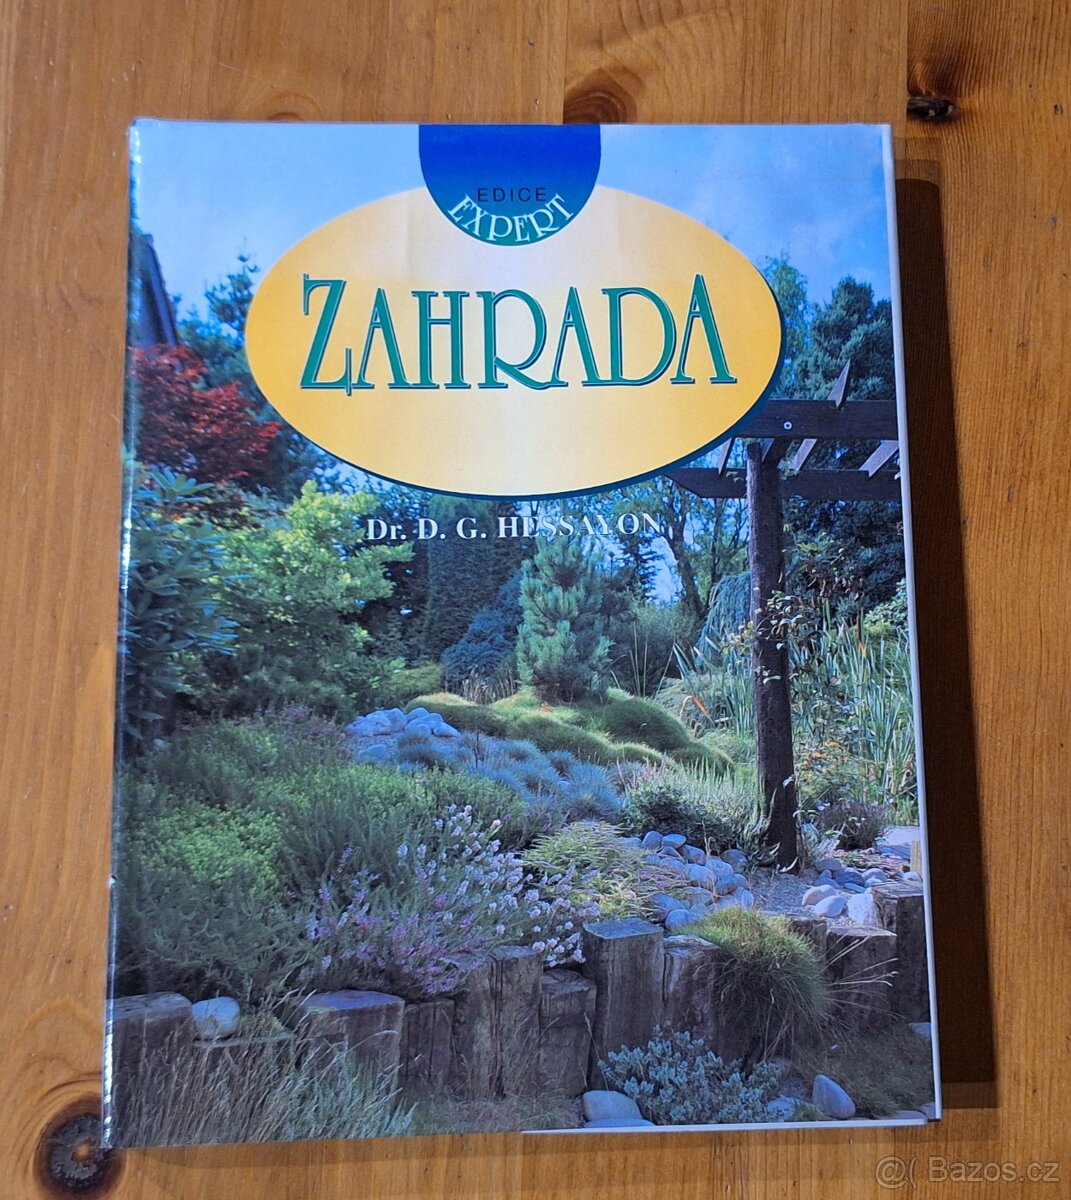 EDICE
EXPERT
ZAHRADA
Dr. D. G. HESSAYON
@( Bazos.cz